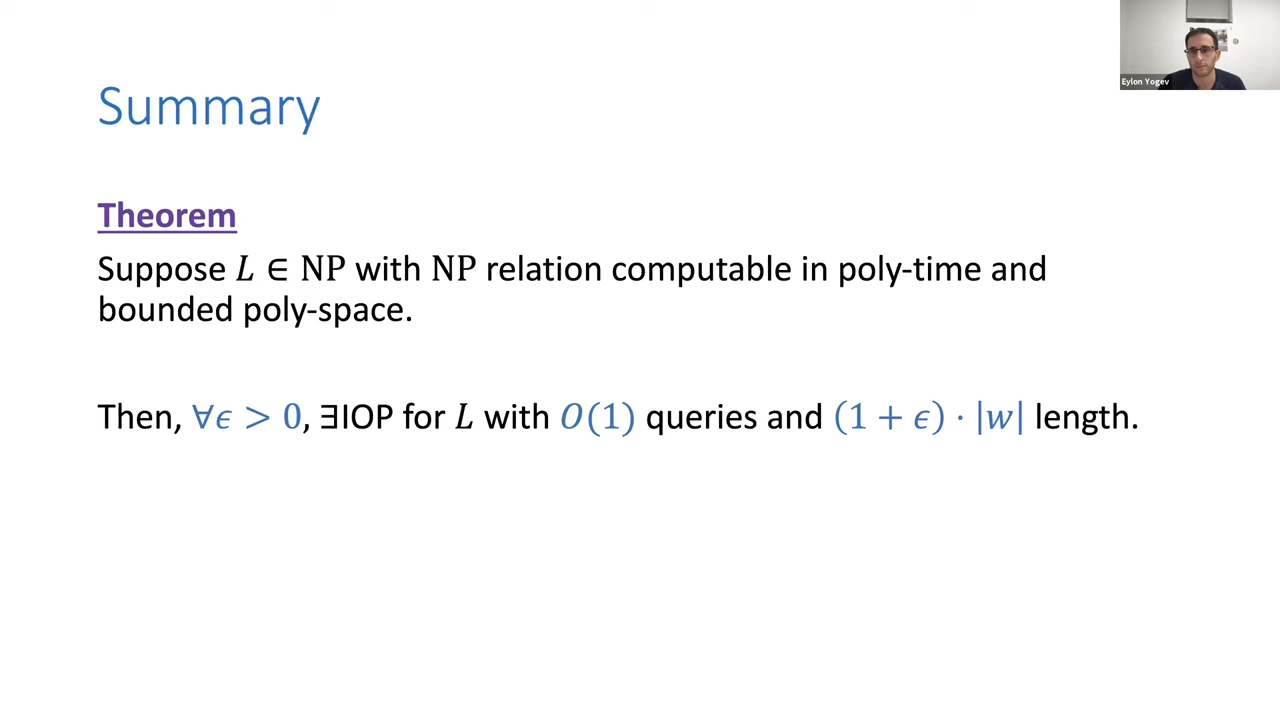 Eylon Yogev
Summary
Theorem
Suppose L ∈ NP with NP relation computable in poly-time and
bounded poly-space.
Then, ∀ϵ > 0, ∃IOP for L with O(1) queries and (1 + ϵ) · |w| length.